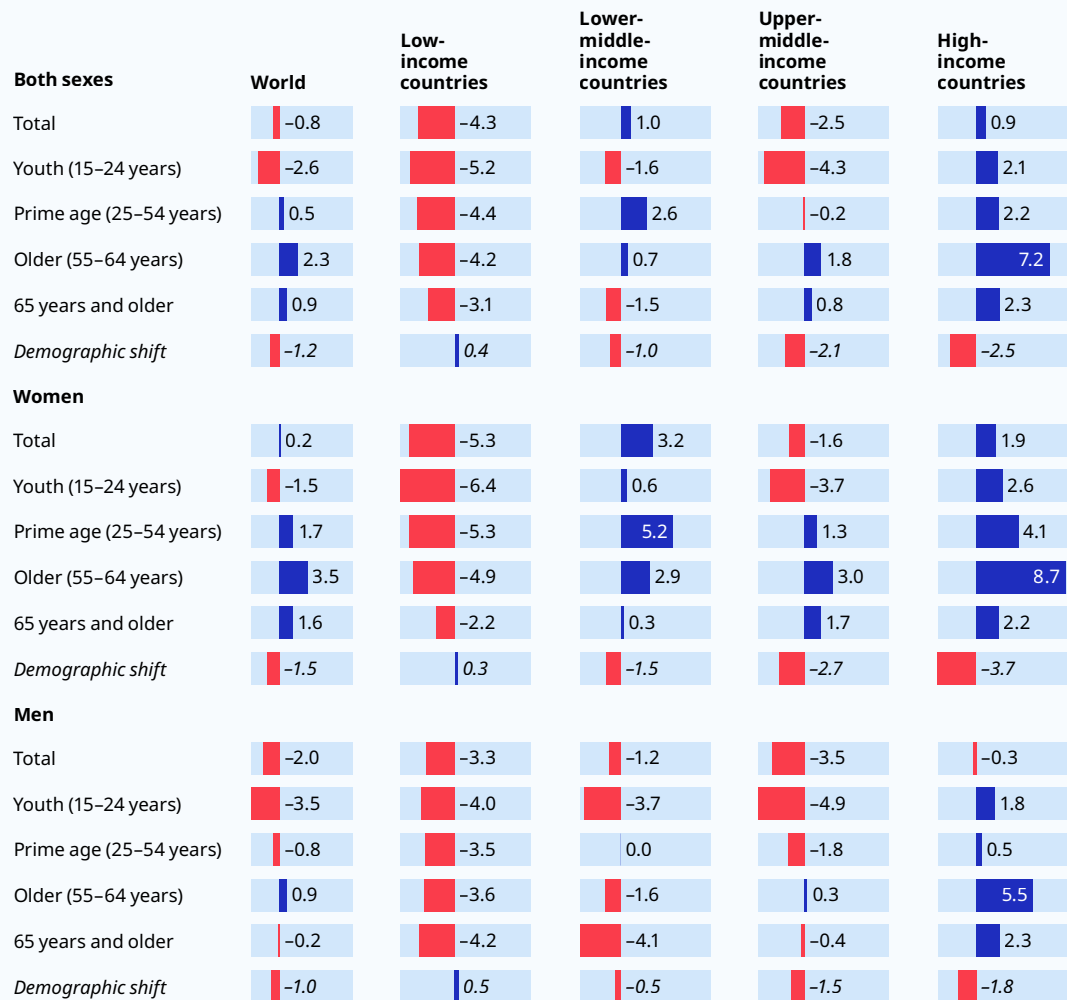 Both sexes World Low-income countries Lower-middle-income countries Upper-middle-income countries High-income countries
Total –0.8 –4.3 1.0 –2.5 0.9
Youth (15–24 years) –2.6 –5.2 –1.6 –4.3 2.1
Prime age (25–54 years) 0.5 –4.4 2.6 –0.2 2.2
Older (55–64 years) 2.3 –4.2 0.7 1.8 7.2
65 years and older 0.9 –3.1 –1.5 0.8 2.3
Demographic shift –1.2 0.4 –1.0 –2.1 –2.5
Women
Total 0.2 –5.3 3.2 –1.6 1.9
Youth (15–24 years) –1.5 –6.4 0.6 –3.7 2.6
Prime age (25–54 years) 1.7 –5.3 5.2 1.3 4.1
Older (55–64 years) 3.5 –4.9 2.9 3.0 8.7
65 years and older 1.6 –2.2 0.3 1.7 2.2
Demographic shift –1.5 0.3 –1.5 –2.7 –3.7
Men
Total –2.0 –3.3 –1.2 –3.5 –0.3
Youth (15–24 years) –3.5 –4.0 –3.7 –4.9 1.8
Prime age (25–54 years) –0.8 –3.5 0.0 –1.8 0.5
Older (55–64 years) 0.9 –3.6 –1.6 0.3 5.5
65 years and older –0.2 –4.2 –4.1 –0.4 2.3
Demographic shift –1.0 0.5 –0.5 –1.5 –1.8